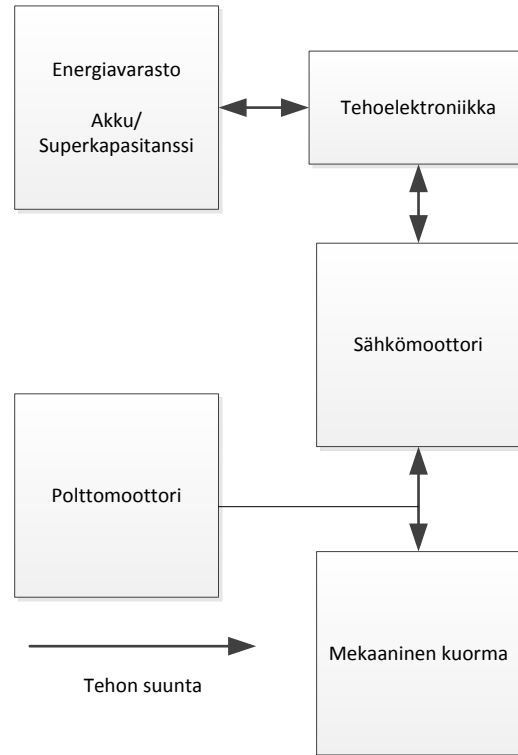 Energiavarasto
Akku/
Superkapasitanssi
Tehoelektroniikka
Sähkömoottori
Polttomoottori
Mekaaninen kuorma
Tehon suunta